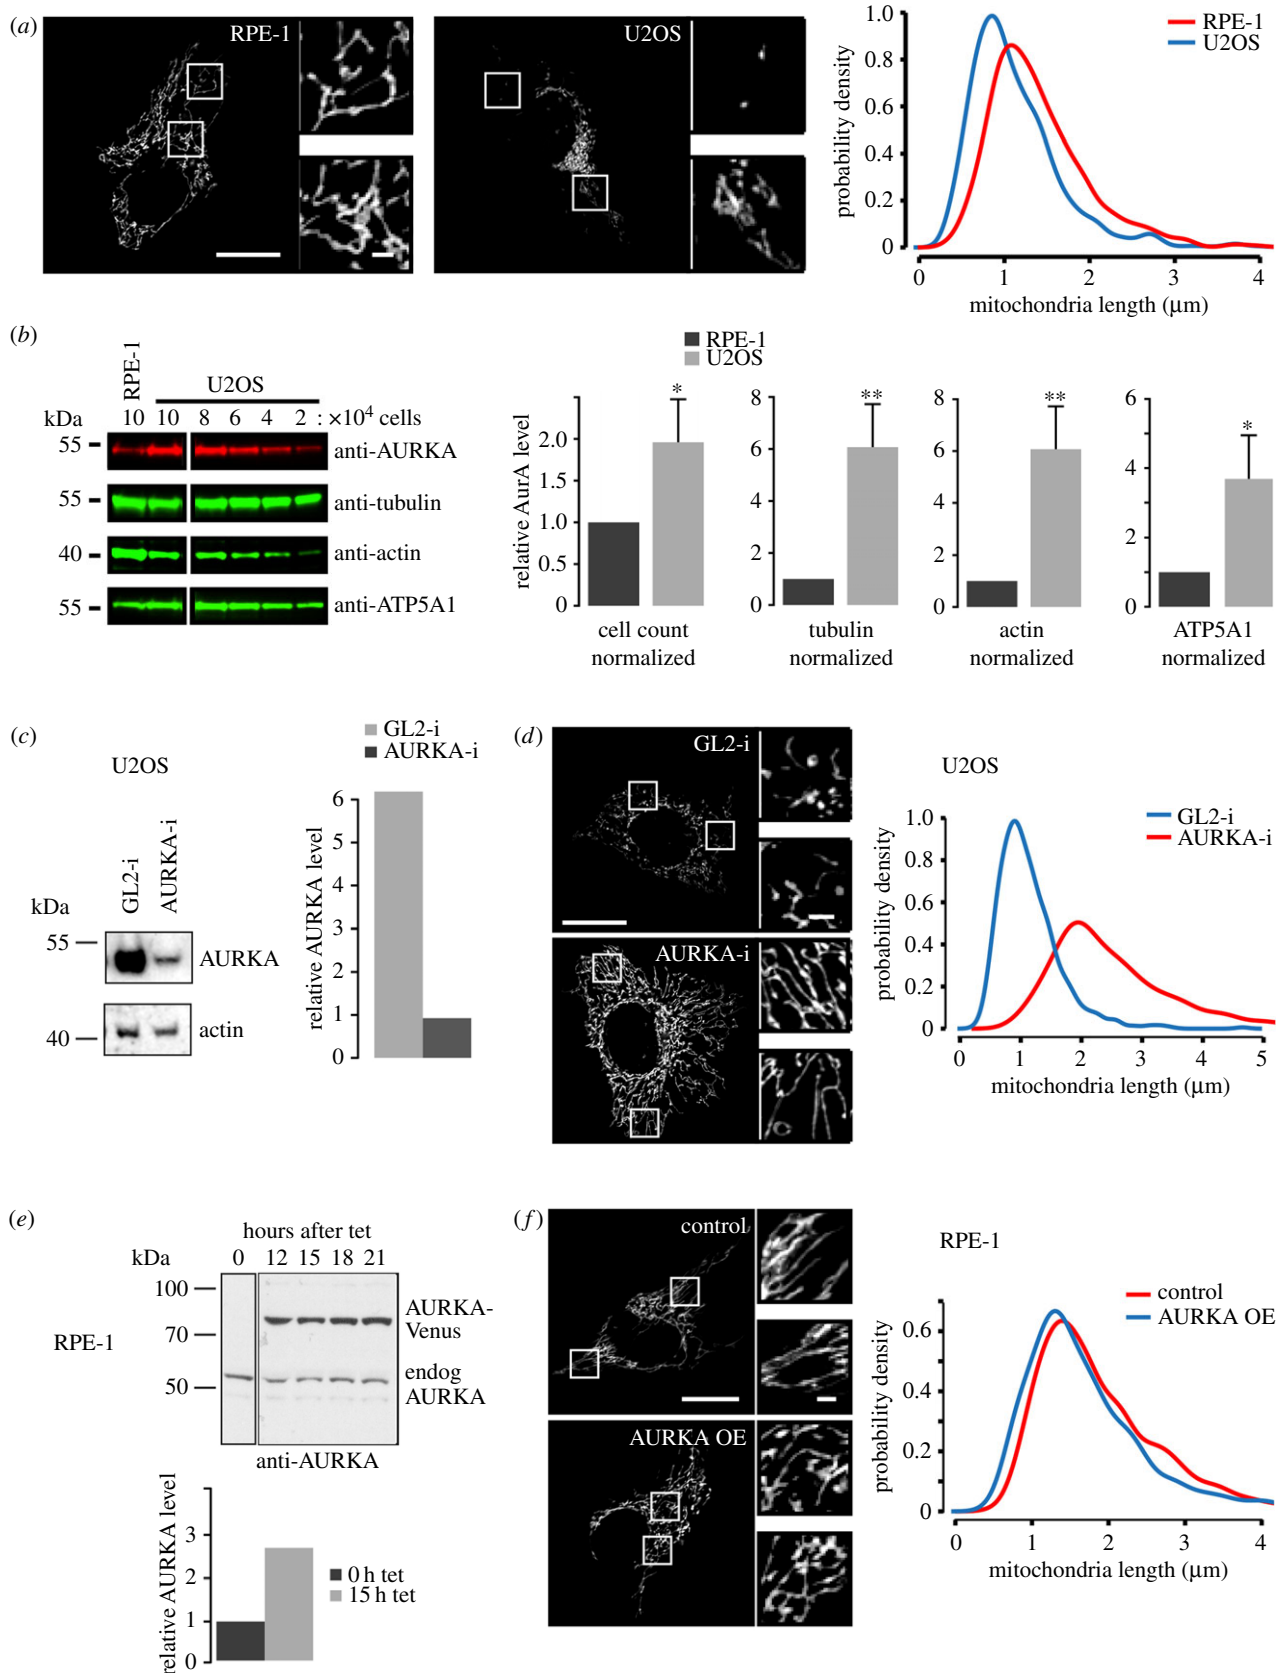 (a)
RPE-1
U2OS
probability density
1.0
0.8
0.6
0.4
0.2
0
RPE-1
U2OS
0 1 2 3 4
mitochondria length (µm)
(b)
RPE-1
U2OS
kDa
10 10 8 6 4 2 : ×10⁴ cells
55
anti-AURKA
55
anti-tubulin
40
anti-actin
55
anti-ATP5A1
RPE-1
U2OS
relative AurA level
2.0
1.0
0.5
0
*
cell count
normalized
8
6
4
2
0
**
tubulin
normalized
8
6
4
2
0
**
actin
normalized
6
4
2
0
*
ATP5A1
normalized
(c)
U2OS
kDa
GL2-i
AURKA-i
55
AURKA
40
actin
GL2-i
AURKA-i
relative AURKA level
6
5
4
3
2
1
0
(d)
GL2-i
AURKA-i
U2OS
probability density
1.0
0.8
0.6
0.4
0.2
0
GL2-i
AURKA-i
0 1 2 3 4 5
mitochondria length (µm)
(e)
hours after tet
kDa
0 12 15 18 21
100
70
50
RPE-1
AURKA-
Venus
endog
AURKA
anti-AURKA
relative AURKA level
3
2
1
0
0 h tet
15 h tet
(f)
control
AURKA OE
RPE-1
probability density
0.6
0.4
0.2
0
control
AURKA OE
0 1 2 3 4
mitochondria length (µm)